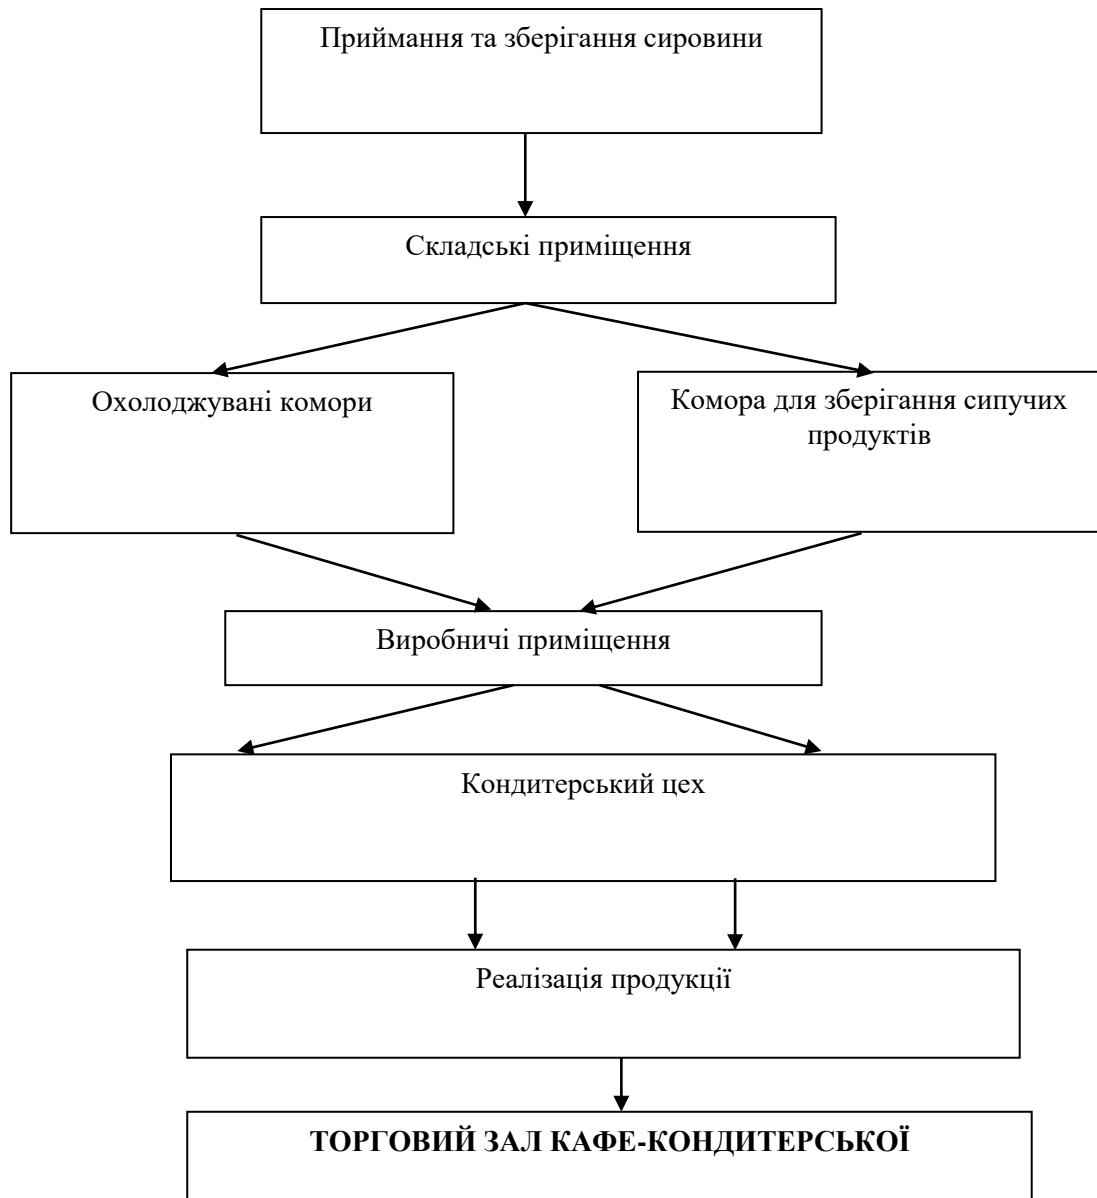 Приймання та зберігання сировини
Складські приміщення
Охолоджувані комори
Комора для зберігання сипучих
продуктів
Виробничі приміщення
Кондитерський цех
Реалізація продукції
ТОРГОВИЙ ЗАЛ КАФЕ-КОНДИТЕРСЬКОЇ